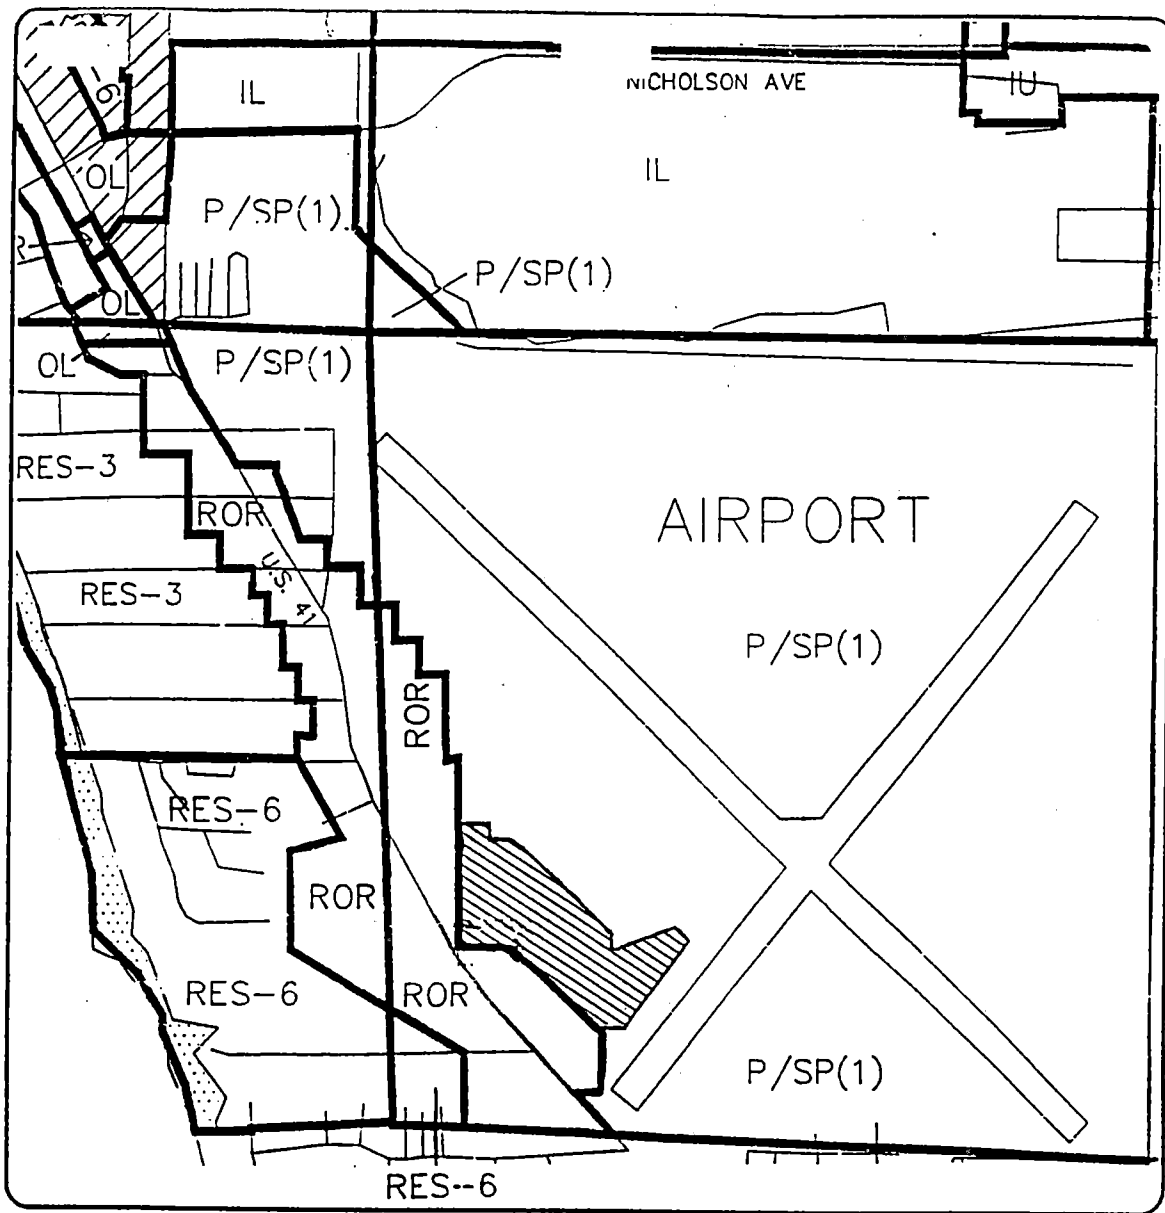 IL
NICHOLSON AVE
IU
6
OL
IL
P/SP(1)
P/SP(1)
OL
OL
P/SP(1)
RES-3
ROR
AIRPORT
U.S. 41
RES-3
P/SP(1)
ROR
RES-6
ROR
RES-6
ROR
P/SP(1)
RES--6